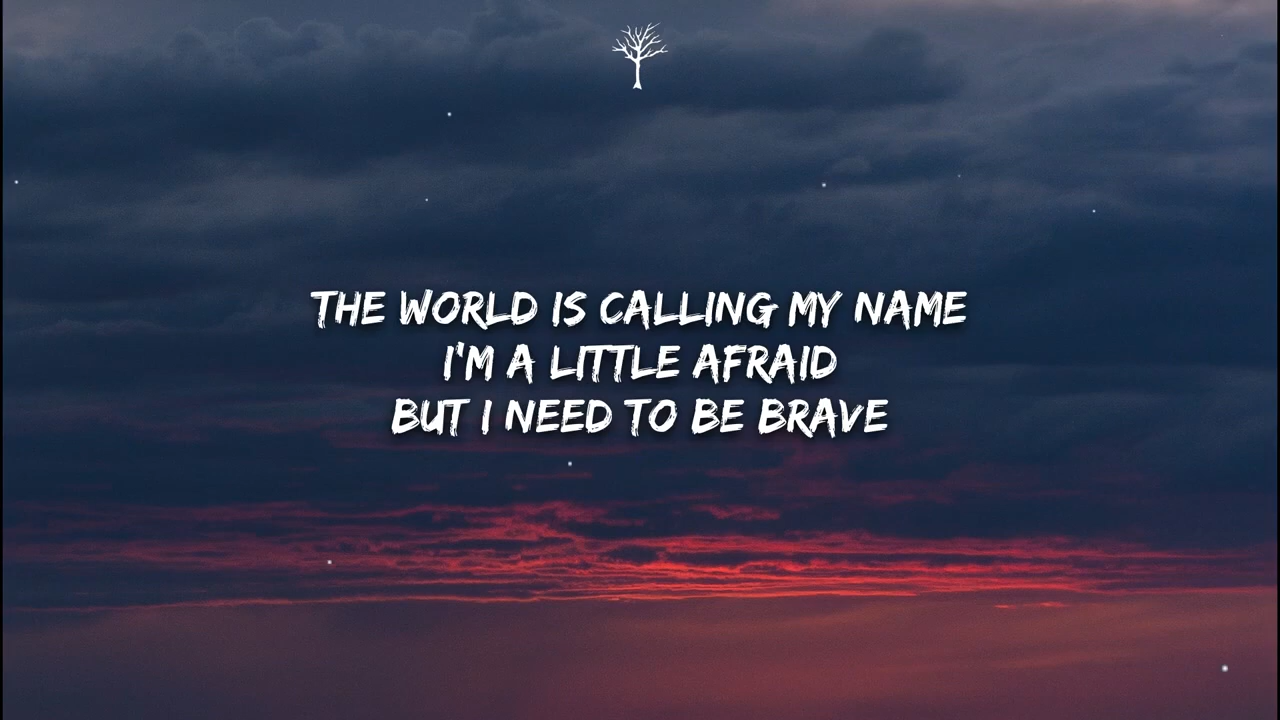 THE WORLD IS CALLING MY NAME
I'M A LITTLE AFRAID
BUT I NEED TO BE BRAVE